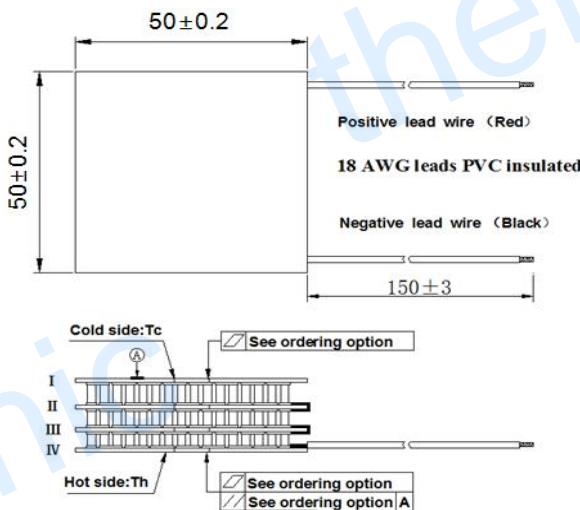 50±0.2
50±0.2
Positive lead wire（Red）
18 AWG leads PVC insulated
Negative lead wire（Black）
150±3
Cold side:Tc
See ordering option
A
I
II
III
IV
Hot side:Th
See ordering option
See ordering option A